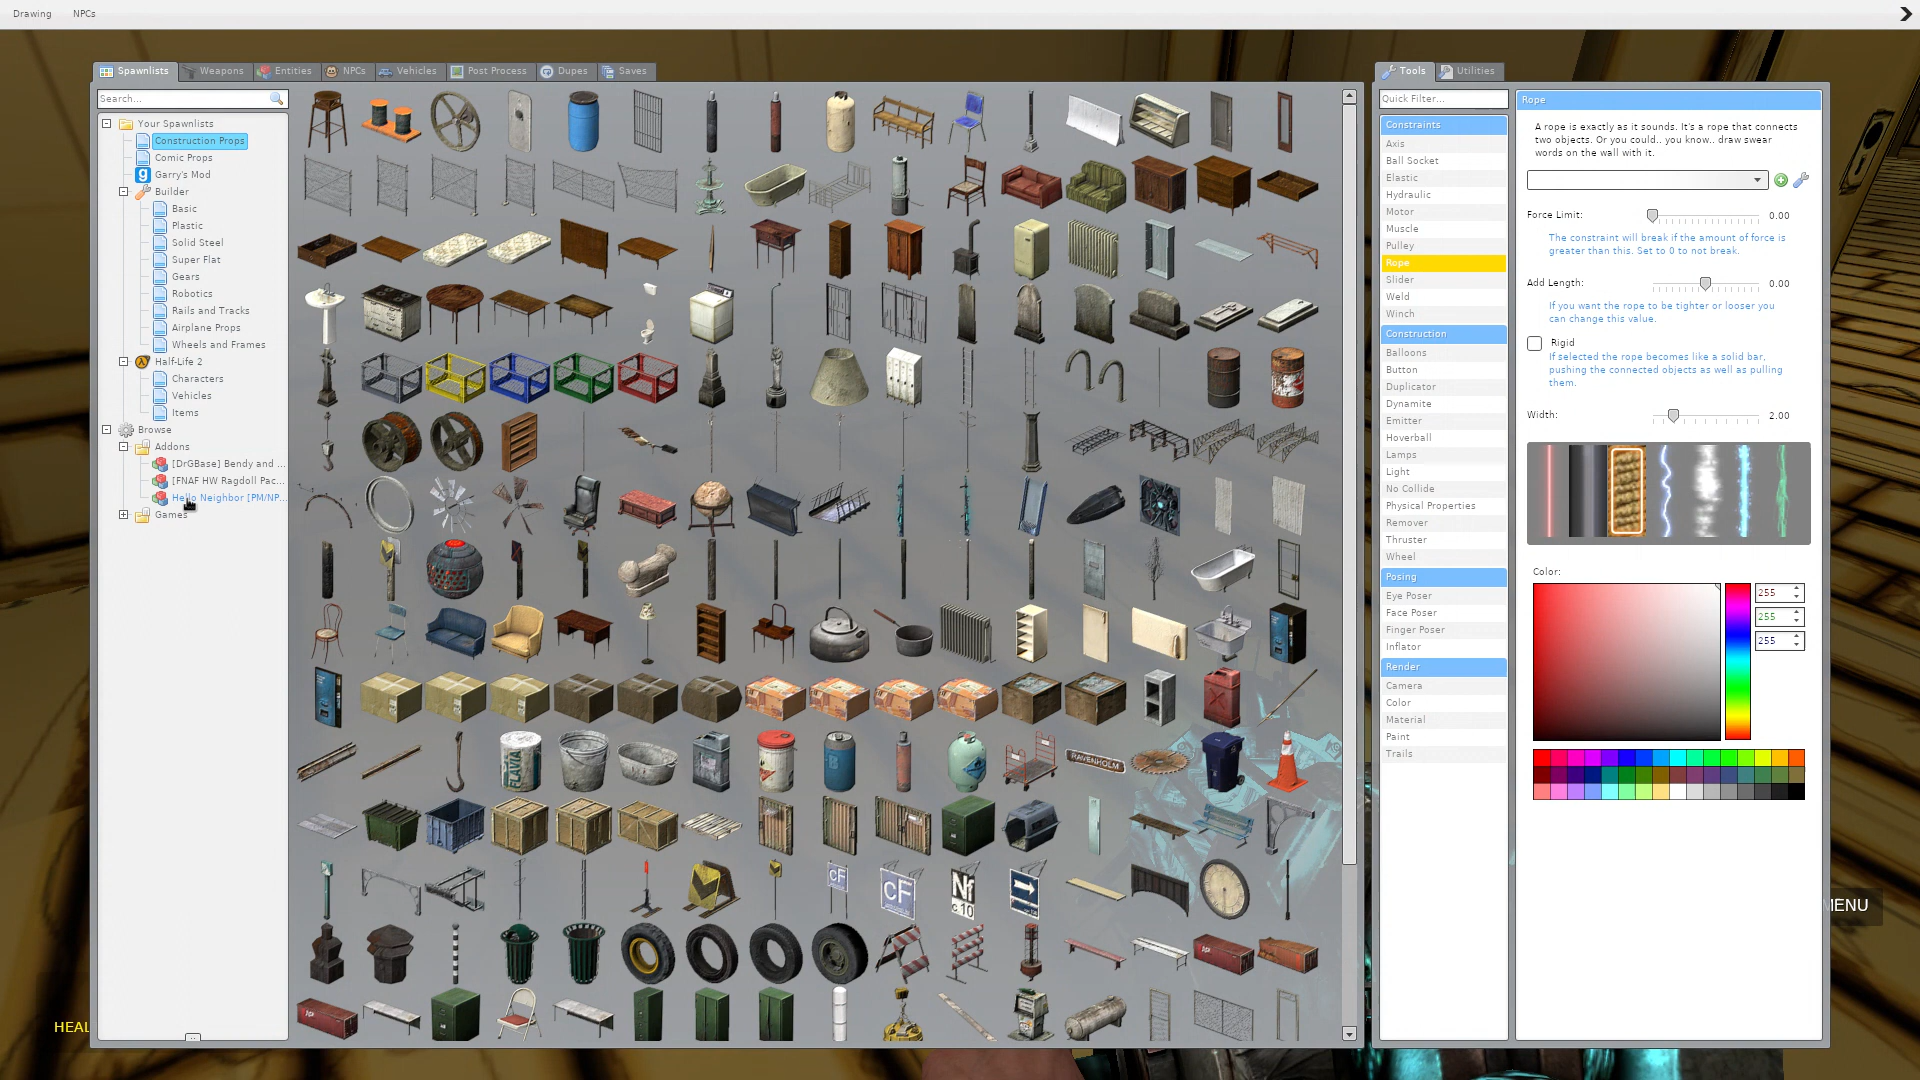 Drawing NPCs
Spawnlists Weapons Entities NPCs Vehicles Post Process Dupes Saves
Search...
Your Spawnlists
Construction Props
Comic Props
Garry's Mod
Builder
Basic
Plastic
Solid Steel
Super Flat
Gears
Robotics
Rails and Tracks
Airplane Props
Wheels and Frames
Half-Life 2
Characters
Vehicles
Items
Browse
Addons
[DrGBase] Bendy and ...
[FNAF HW Ragdoll Pac...
Hello Neighbor [PM/NP...
Games
RAVENHOLM
cF
cF
Nf
c 10
HEAL
Tools Utilities
Quick Filter...
Constraints
Axis
Ball Socket
Elastic
Hydraulic
Motor
Muscle
Pulley
Rope
Slider
Weld
Winch
Construction
Balloons
Button
Duplicator
Dynamite
Emitter
Hoverball
Lamps
Light
No Collide
Physical Properties
Remover
Thruster
Wheel
Posing
Eye Poser
Face Poser
Finger Poser
Inflator
Render
Camera
Color
Material
Paint
Trails
Rope
A rope is exactly as it sounds. It's a rope that connects
two objects. Or you could.. you know.. draw swear
words on the wall with it.
Force Limit: 0.00
The constraint will break if the amount of force is
greater than this. Set to 0 to not break.
Add Length: 0.00
If you want the rope to be tighter or looser you
can change this value.
Rigid
If selected the rope becomes like a solid bar,
pushing the connected objects as well as pulling
them.
Width: 2.00
Color:
255
255
255
MENU